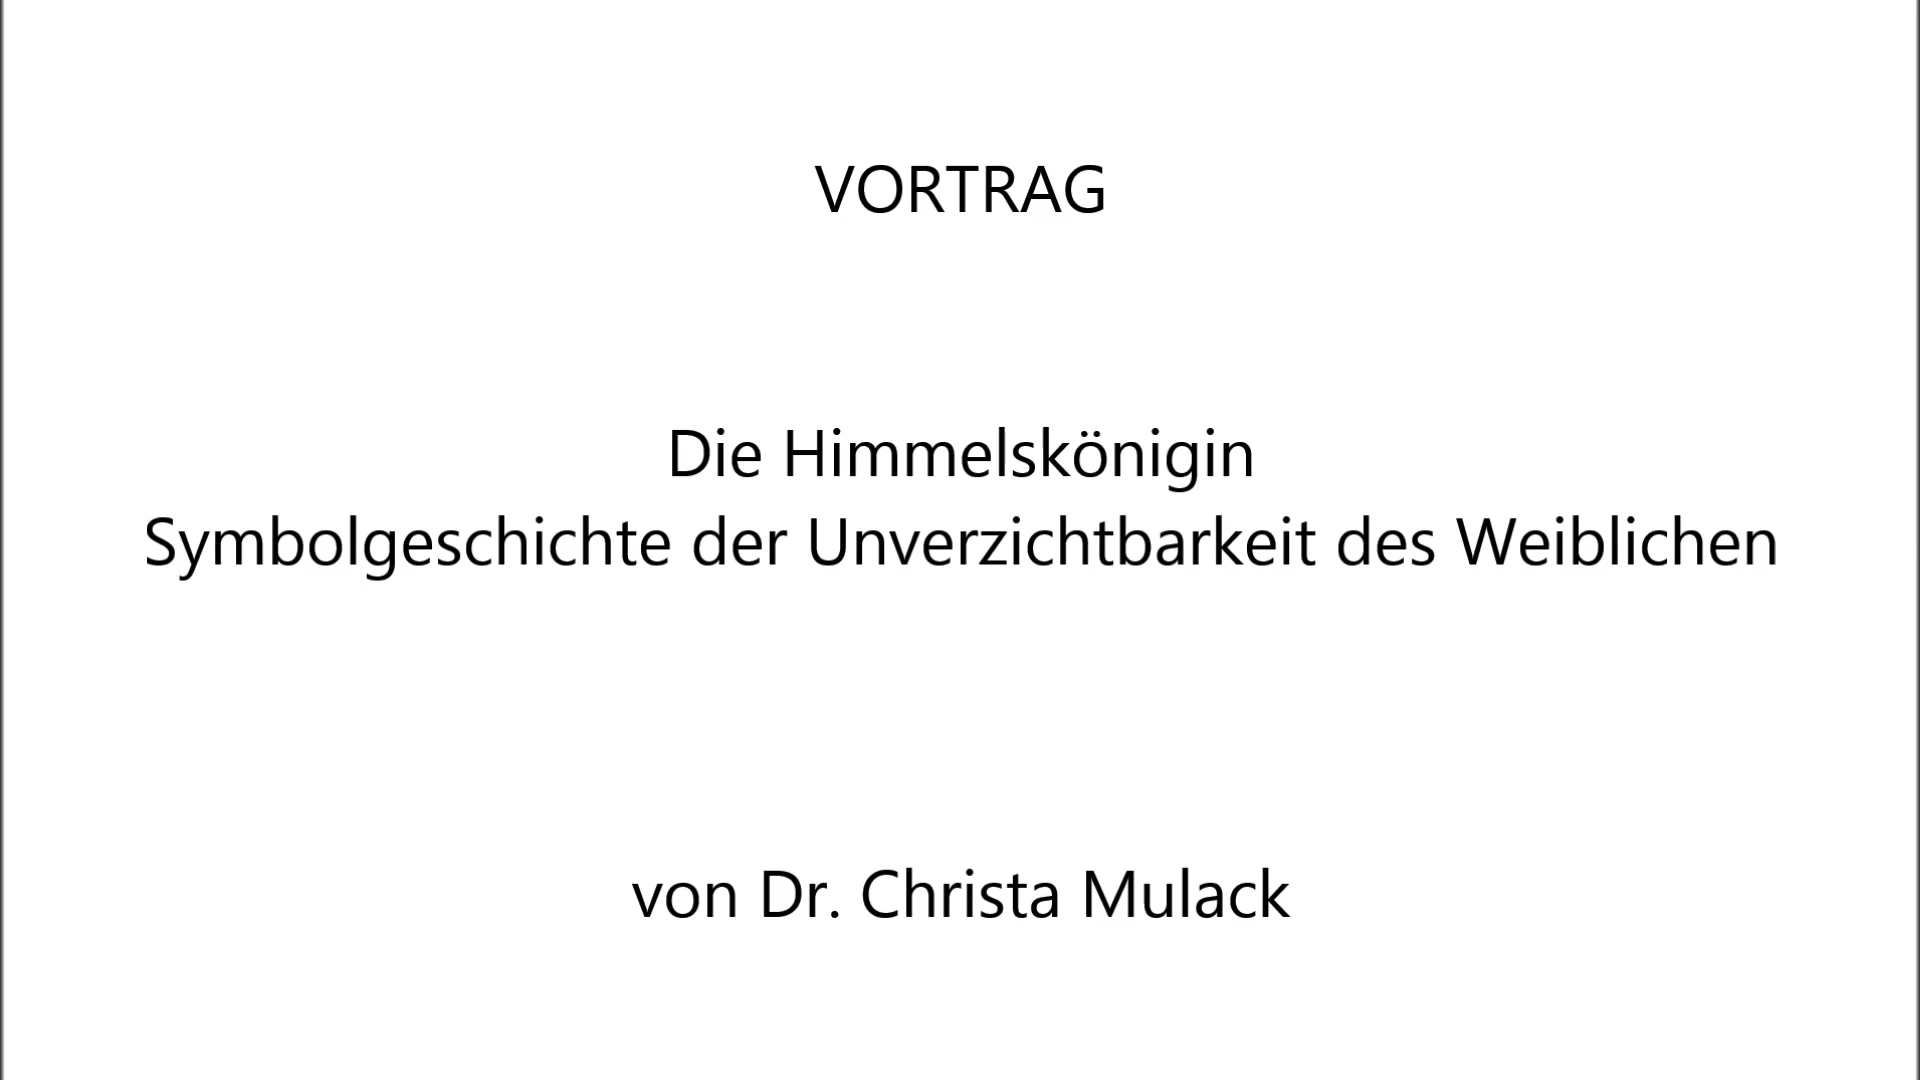 VORTRAG
Die Himmelskönigin
Symbolgeschichte der Unverzichtbarkeit des Weiblichen
von Dr. Christa Mulack